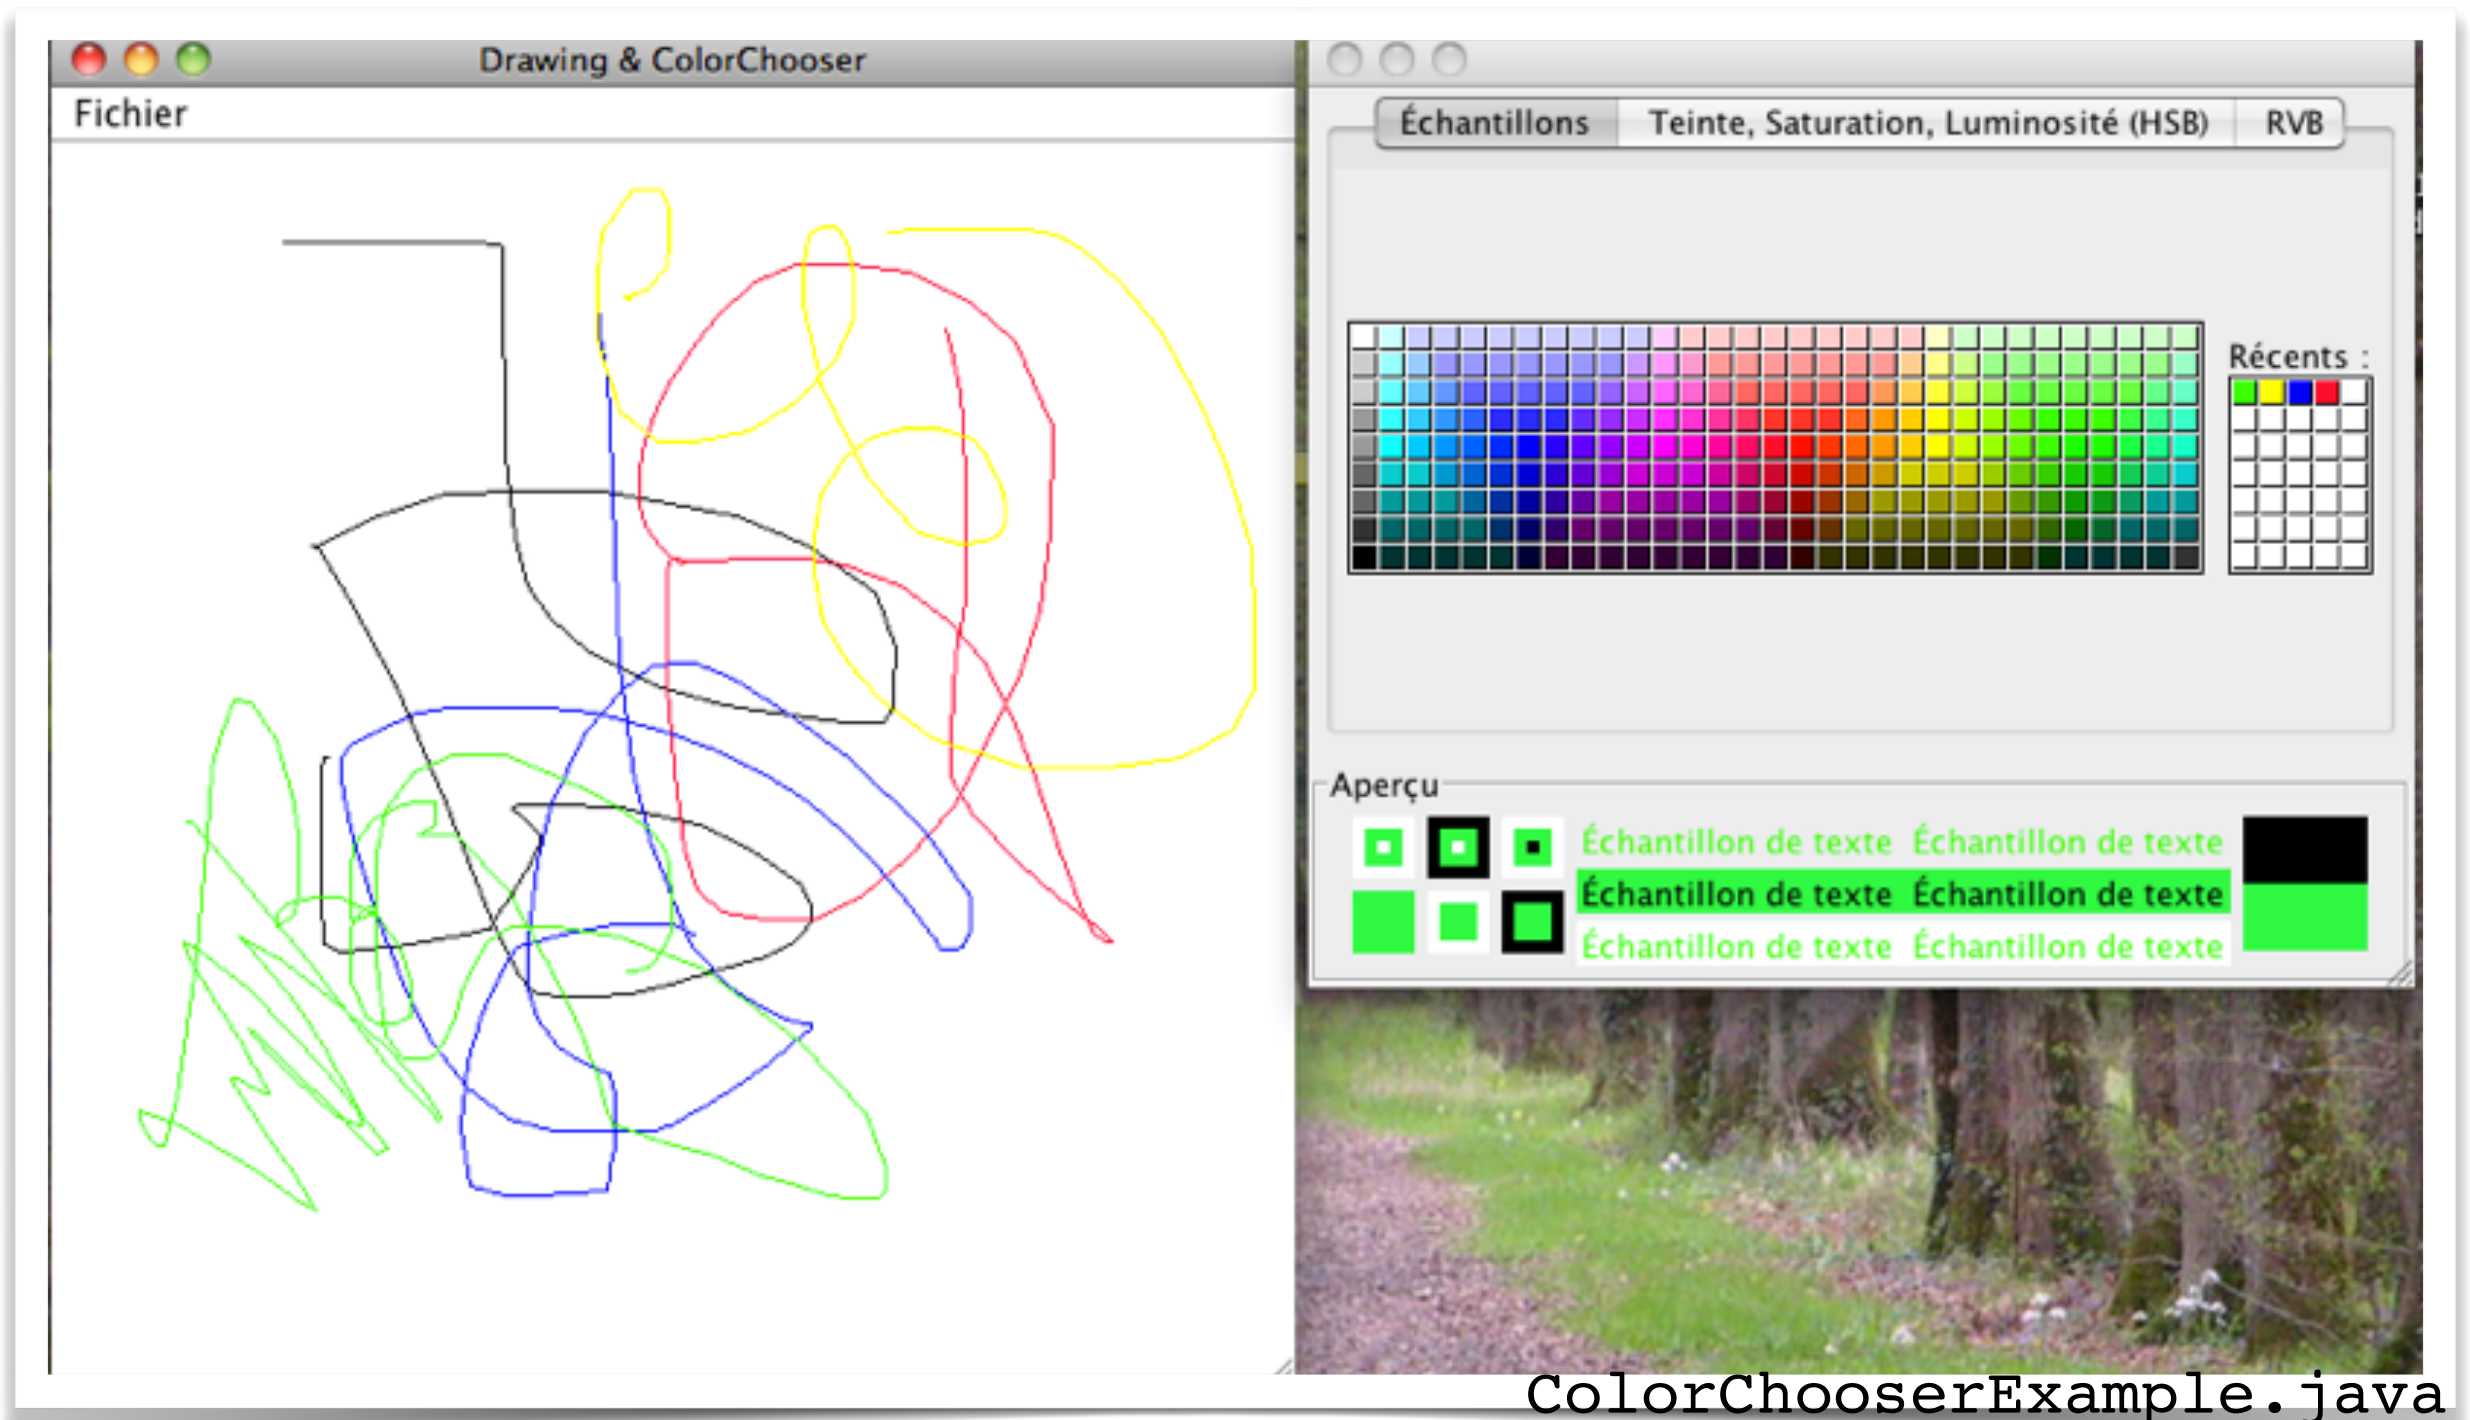 Drawing & ColorChooser
Fichier
Échantillons
Teinte, Saturation, Luminosité (HSB)
RVB
Récents :
Aperçu
Échantillon de texte Échantillon de texte
Échantillon de texte Échantillon de texte
Échantillon de texte Échantillon de texte
ColorChooserExample.java